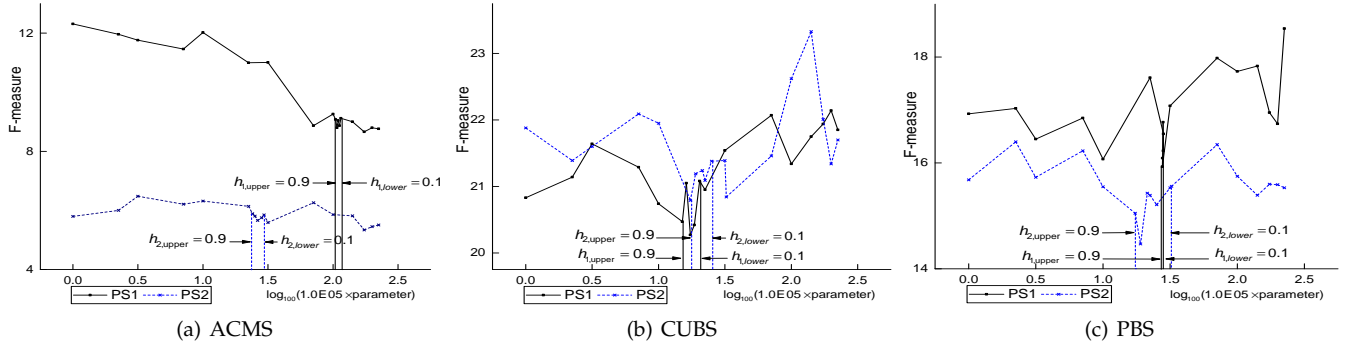 12
8
4
F-measure
h1,upper = 0.9
h1,lower = 0.1
h2,upper = 0.9
h2,lower = 0.1
0.0 0.5 1.0 1.5 2.0 2.5
PS1 PS2
log100(1.0E05 ×parameter)
(a) ACMS
23
22
21
20
F-measure
h2,upper = 0.9
h2,lower = 0.1
h1,upper = 0.9
h1,lower = 0.1
0.0 0.5 1.0 1.5 2.0 2.5
PS1 PS2
log100(1.0E05 ×parameter)
(b) CUBS
18
16
14
F-measure
h2,upper = 0.9
h2,lower = 0.1
h1,upper = 0.9
h1,lower = 0.1
0.0 0.5 1.0 1.5 2.0 2.5
PS1 PS2
log100(1.0E05 ×parameter)
(c) PBS